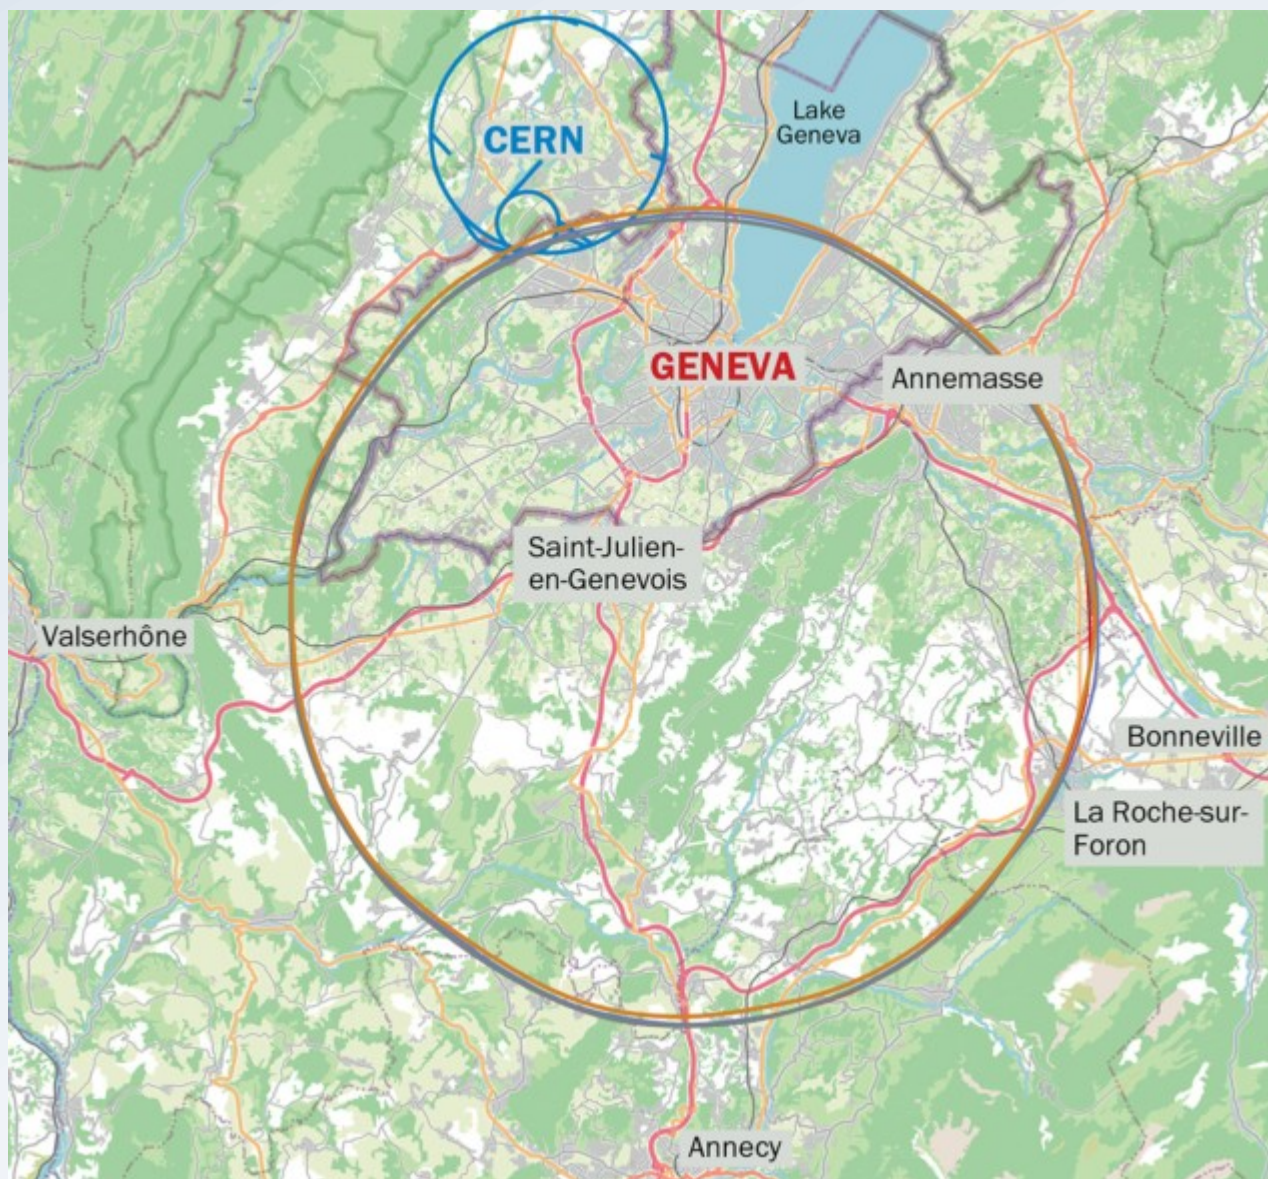 Lake
Geneva
CERN
GENEVA
Annemasse
Saint-Julien-
en-Genevois
Valserhône
Bonneville
La Roche-sur-
Foron
Annecy